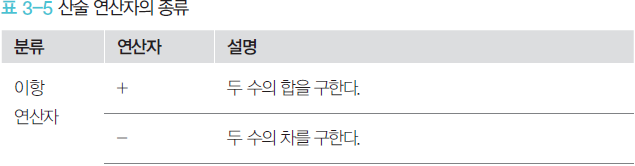 표 3-5 산술 연산자의 종류
분류 연산자 설명
이항 + 두 수의 합을 구한다.
연산자
− 두 수의 차를 구한다.